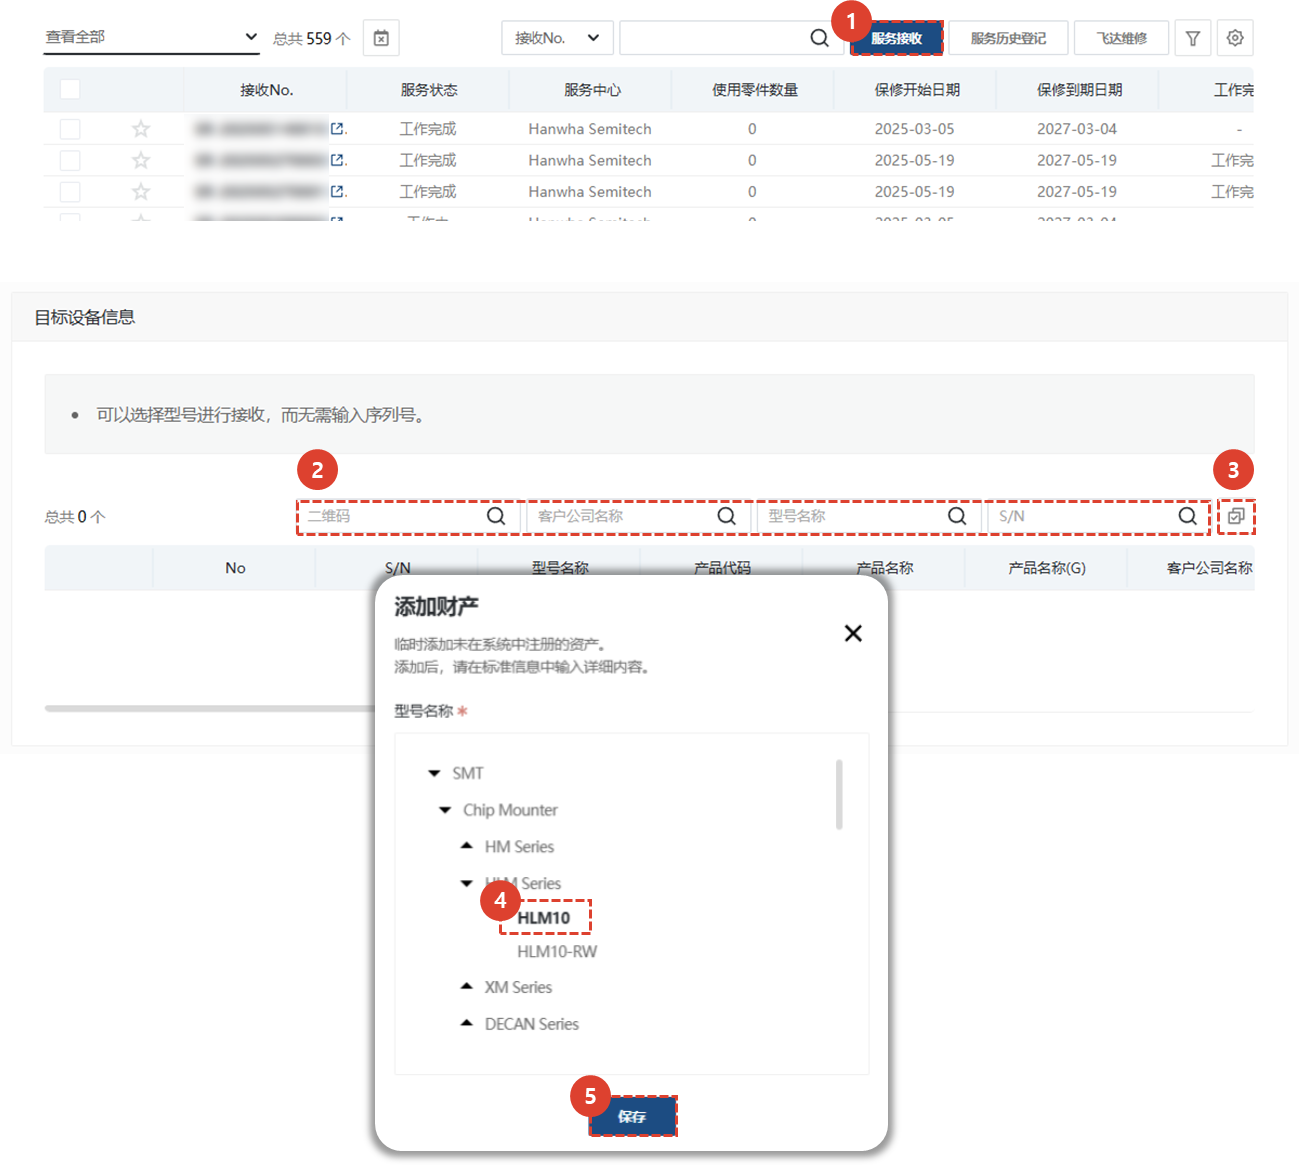 查看全部
总共 559 个
接收No.
1
服务接收
服务历史登记
飞达维修
接收No. 服务状态 服务中心 使用零件数量 保修开始日期 保修到期日期 工作完
工作完成 Hanwha Semitech 0 2025-03-05 2027-03-04 -
工作完成 Hanwha Semitech 0 2025-05-19 2027-05-19 工作完
工作完成 Hanwha Semitech 0 2025-05-19 2027-05-19 工作完
目标设备信息
• 可以选择型号进行接收，而无需输入序列号。
2
3
总共 0 个
二维码
客户公司名称
型号名称
S/N
No S/N 型号名称 产品代码 产品名称 产品名称(G) 客户公司名称
添加财产
临时添加未在系统中注册的资产。
添加后，请在标准信息中输入详细内容。
型号名称 *
SMT
Chip Mounter
HM Series
HLM Series
4
HLM10
HLM10-RW
XM Series
DECAN Series
5
保存